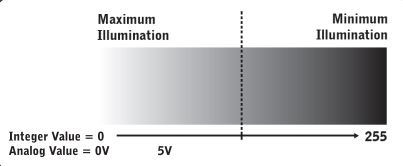 Maximum Minimum
Illumination Illumination
Integer Value = 0 255
Analog Value = 0V 5V